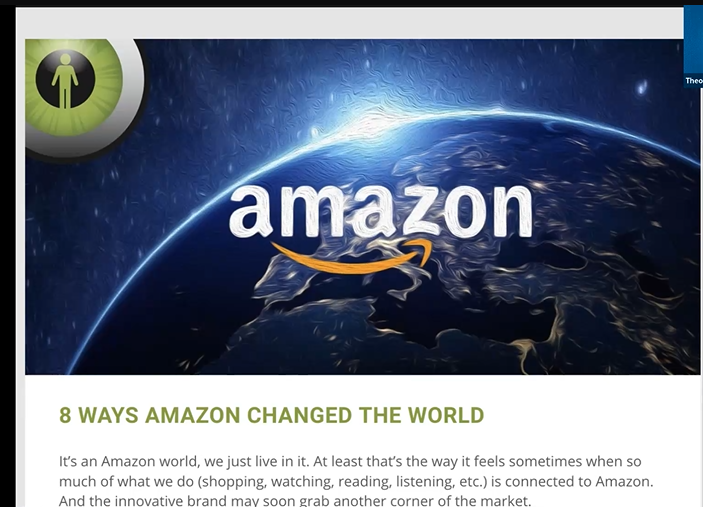 Theo
amazon
8 WAYS AMAZON CHANGED THE WORLD
It’s an Amazon world, we just live in it. At least that’s the way it feels sometimes when so
much of what we do (shopping, watching, reading, listening, etc.) is connected to Amazon.
And the innovative brand may soon grab another corner of the market.